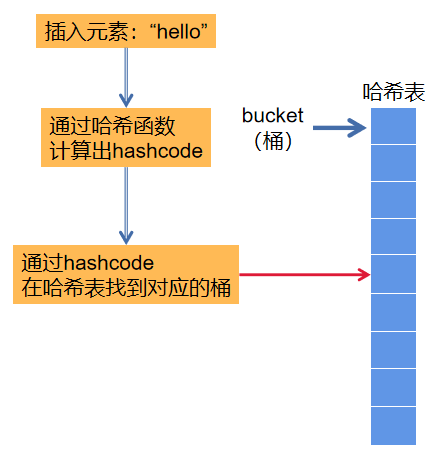 插入元素：“hello”
通过哈希函数
计算出hashcode
通过hashcode
在哈希表找到对应的桶
bucket
（桶）
哈希表